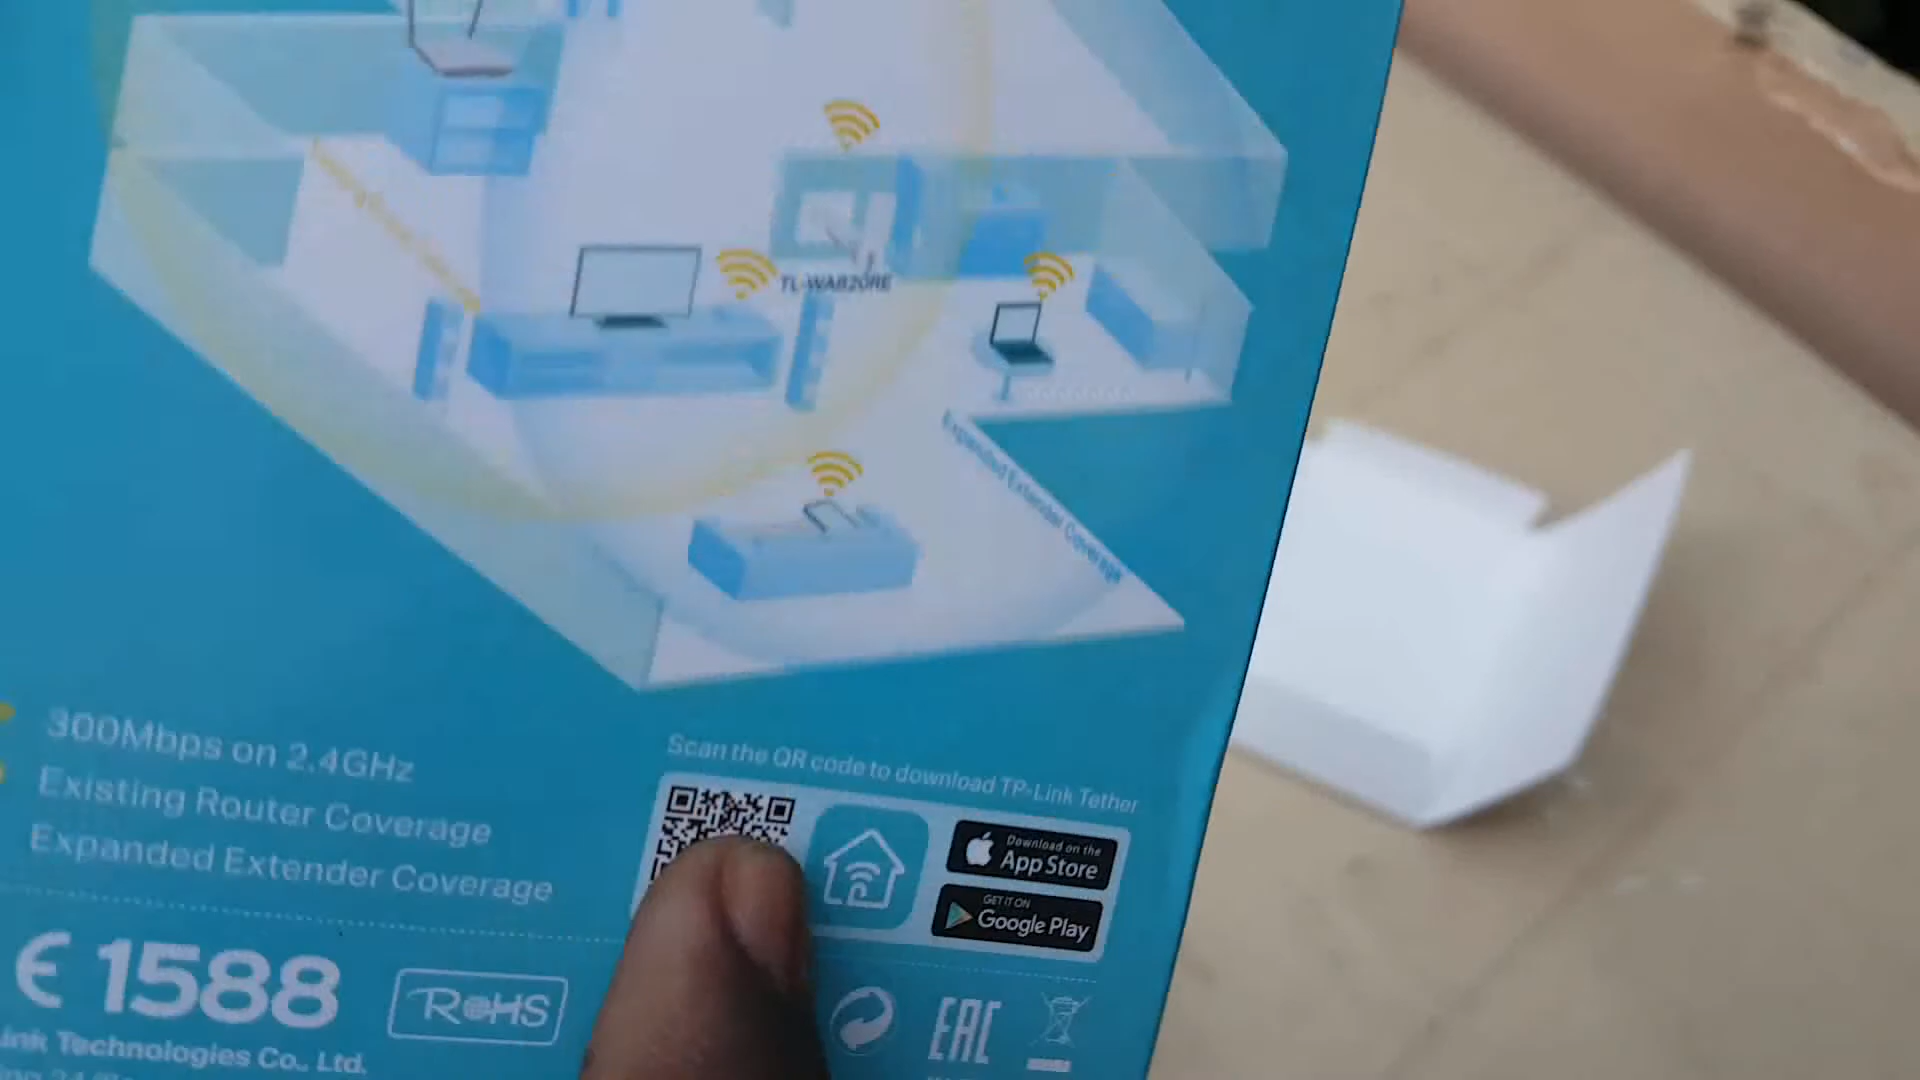 TL-WA820RE
Expanded Extender Coverage
300Mbps on 2.4GHz
Existing Router Coverage
Expanded Extender Coverage
Scan the QR code to download TP-Link Tether
Download on the
App Store
GET IT ON
Google Play
CE 1588
RoHS
EAC
Link Technologies Co., Ltd.